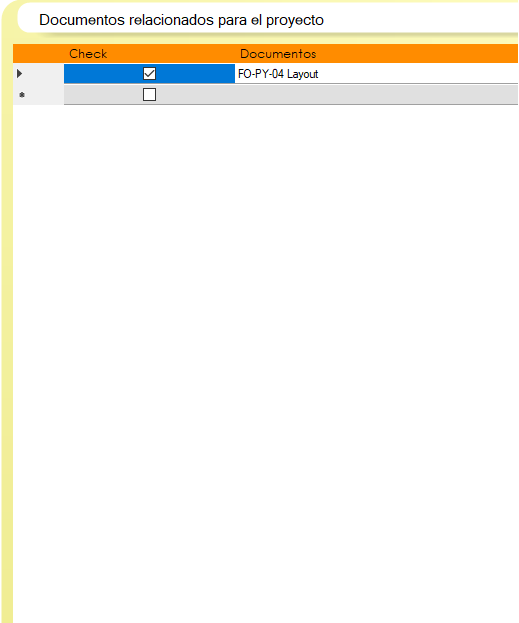 Documentos relacionados para el proyecto
Check Documentos
FO-PY-04 Layout